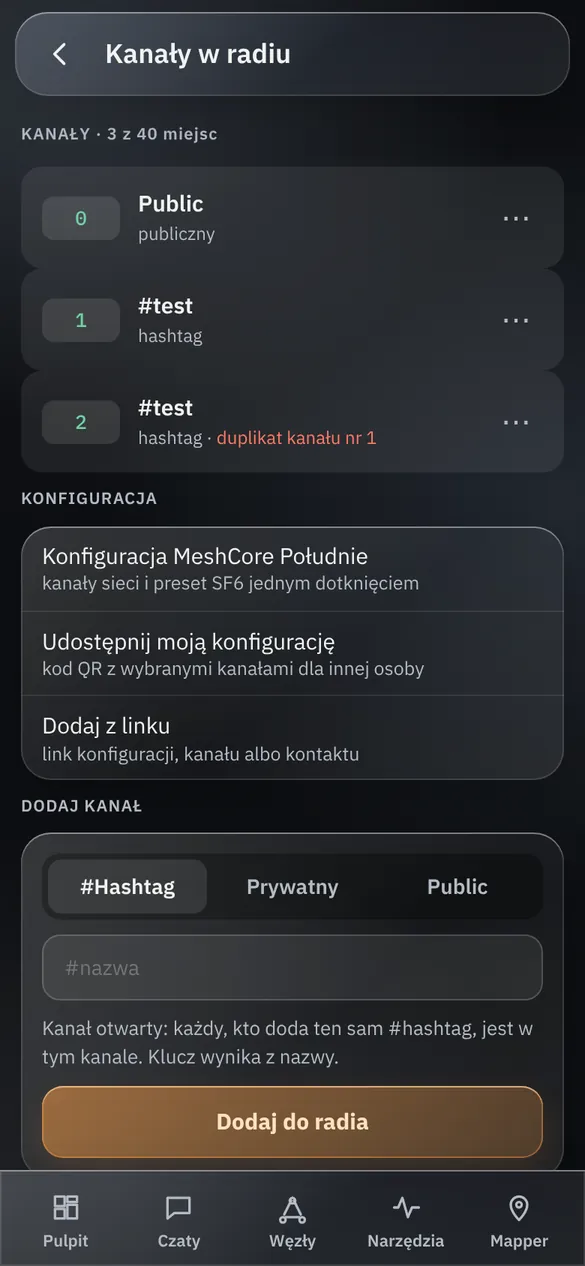 Kanały w radiu
KANAŁY · 3 z 40 miejsc
0
Public
publiczny
...
1
#test
hashtag
...
2
#test
hashtag · duplikat kanału nr 1
...
KONFIGURACJA
Konfiguracja MeshCore Południe
kanały sieci i preset SF6 jednym dotknięciem
Udostępnij moją konfigurację
kod QR z wybranymi kanałami dla innej osoby
Dodaj z linku
link konfiguracji, kanału albo kontaktu
DODAJ KANAŁ
#Hashtag
Prywatny
Public
#nazwa
Kanał otwarty: każdy, kto doda ten sam #hashtag, jest w
tym kanale. Klucz wynika z nazwy.
Dodaj do radia
Pulpit
Czaty
Węzły
Narzędzia
Mapper